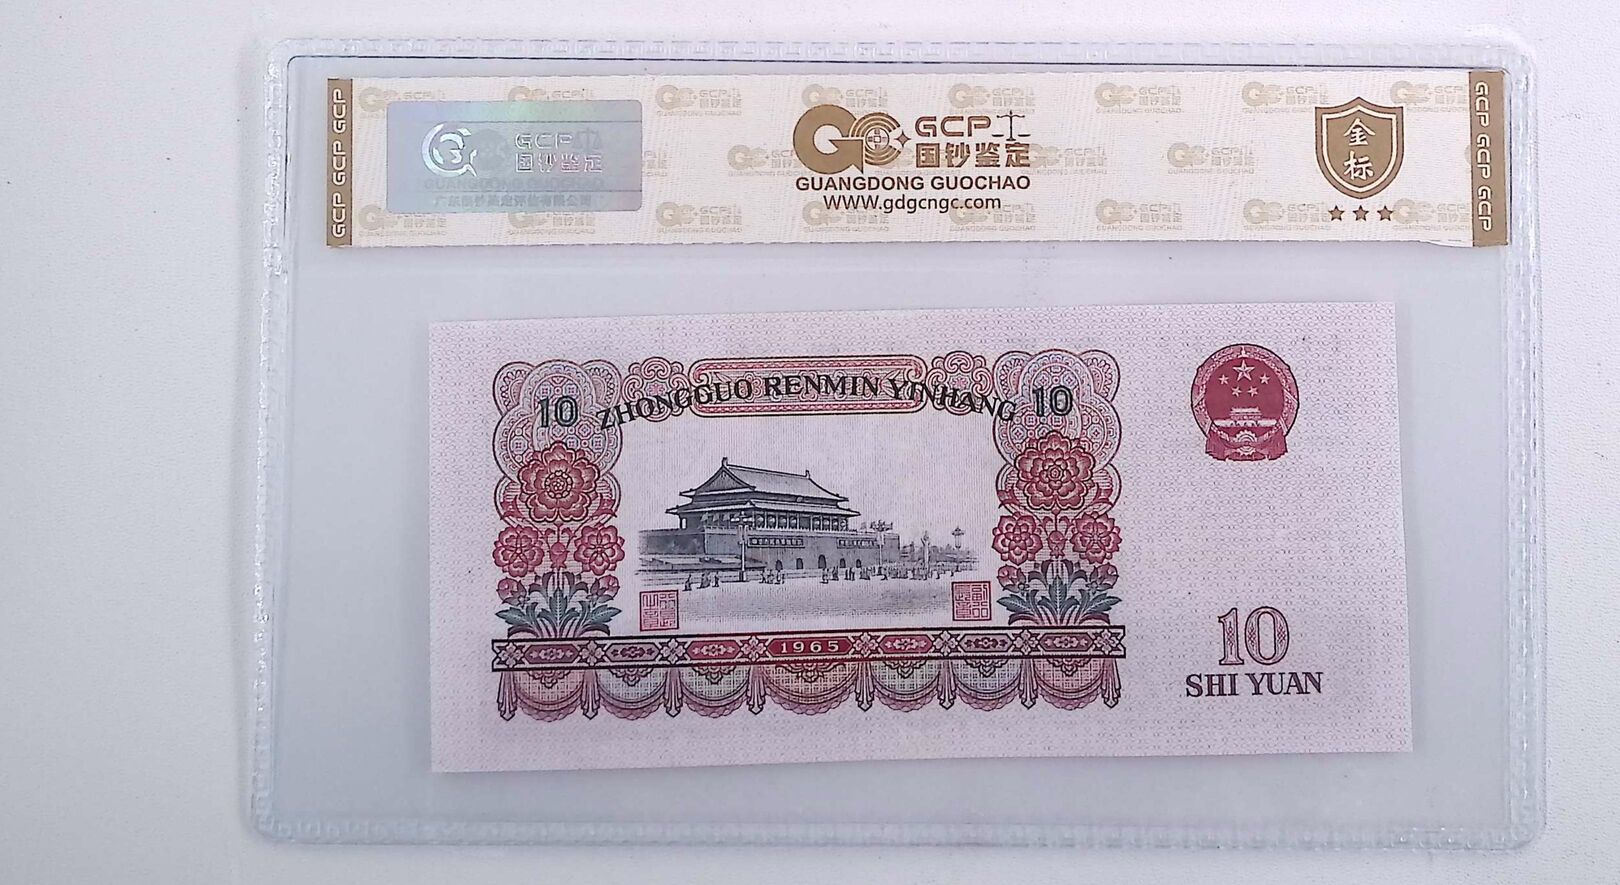 GCP GCP GCP
GCP
国钞鉴定
GCP
国钞鉴定
GUANGDONG GUOCHAO
WWW.gdgcngc.com
金标
GCP GCP GCP
10 ZHONGGUO RENMIN YINHANG 10
1965
10
SHI YUAN